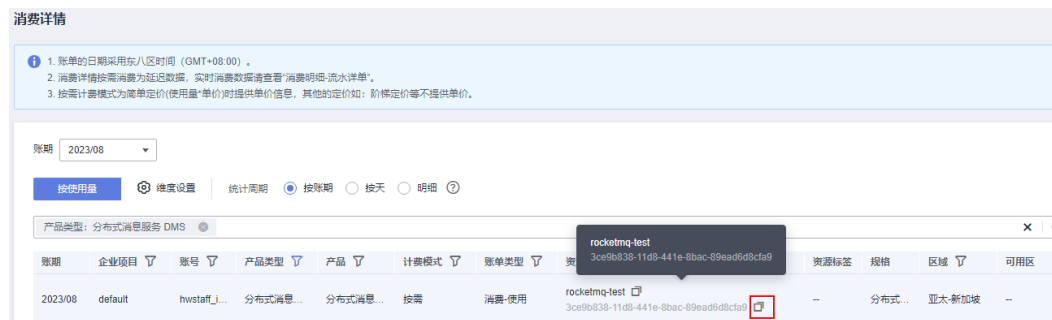 消费详情
1. 账单的日期采用东八区时间（GMT+08:00）。
2. 消费详情按需消费为延迟数据，实时消费数据请查看“消费明细-流水详单”。
3. 按需计费模式为简单定价(使用量*单价)时提供单价信息，其他的定价如：阶梯定价等不提供单价。
账期 2023/08
按使用量 维度设置 统计周期 按账期 按天 明细
产品类型：分布式消息服务 DMS
rocketmq-test
3ce9b838-11d8-441e-8bac-89ead6d8cfa9
账期 企业项目 账号 产品类型 产品 计费模式 账单类型 资源标签 规格 区域 可用区
2023/08 default hwstaff_i... 分布式消息... 分布式消息... 按需 消费-使用 rocketmq-test -- 分布式... 亚太-新加坡 --
3ce9b838-11d8-441e-8bac-89ead6d8cfa9